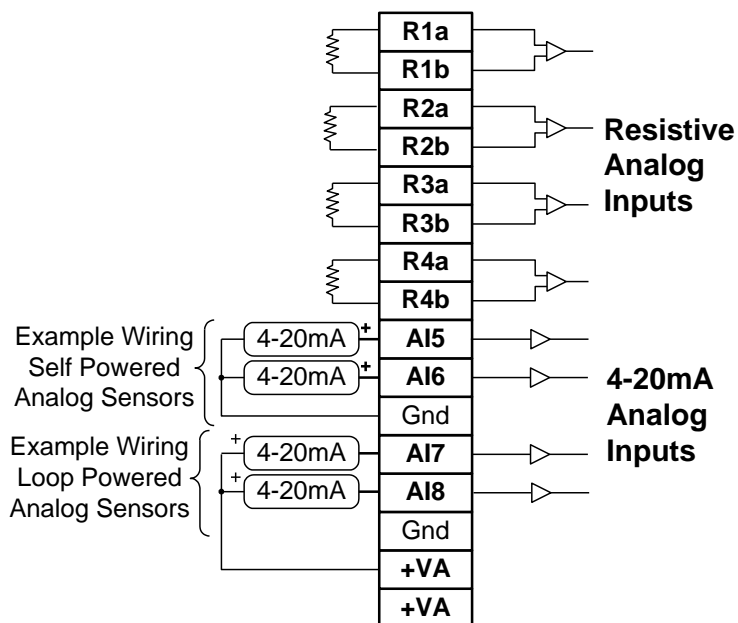 R1a
R1b
R2a
R2b
R3a
R3b
R4a
R4b
Resistive
Analog
Inputs
Example Wiring
Self Powered
Analog Sensors
4-20mA
+
AI5
4-20mA
+
AI6
Gnd
Example Wiring
Loop Powered
Analog Sensors
+
4-20mA
AI7
+
4-20mA
AI8
Gnd
+VA
+VA
4-20mA
Analog
Inputs